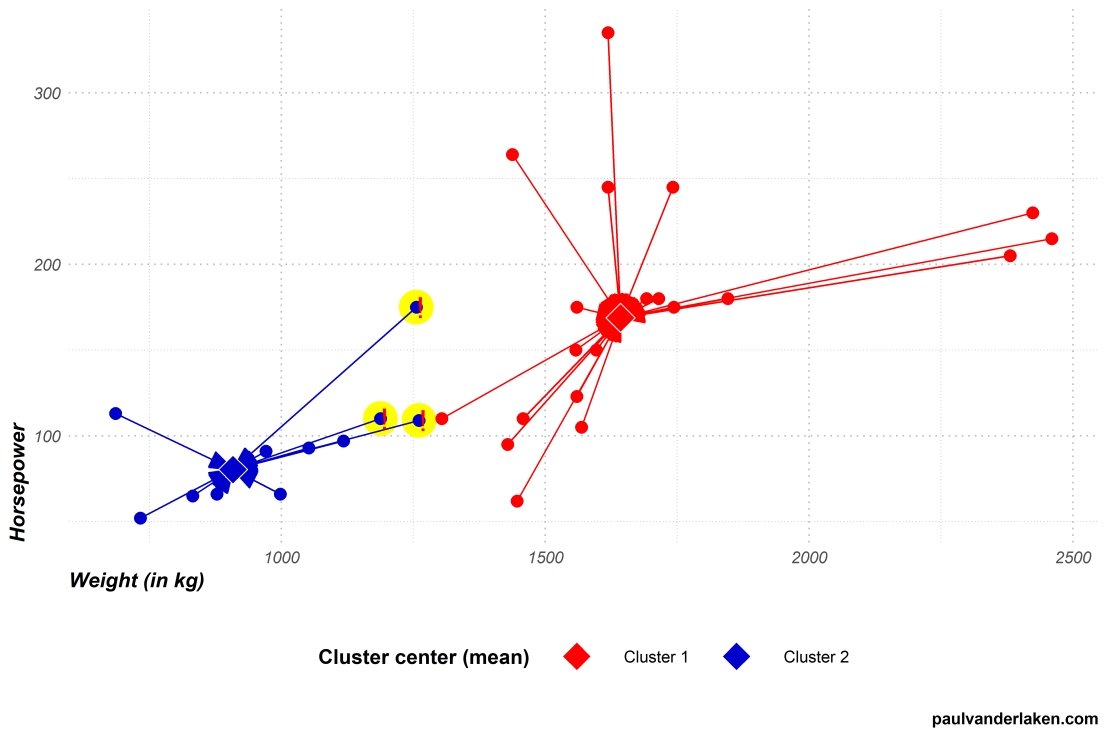 300
200
100
Horsepower
1000 1500 2000 2500
Weight (in kg)
! 
! !
Cluster center (mean) Cluster 1 Cluster 2
paulvanderlaken.com